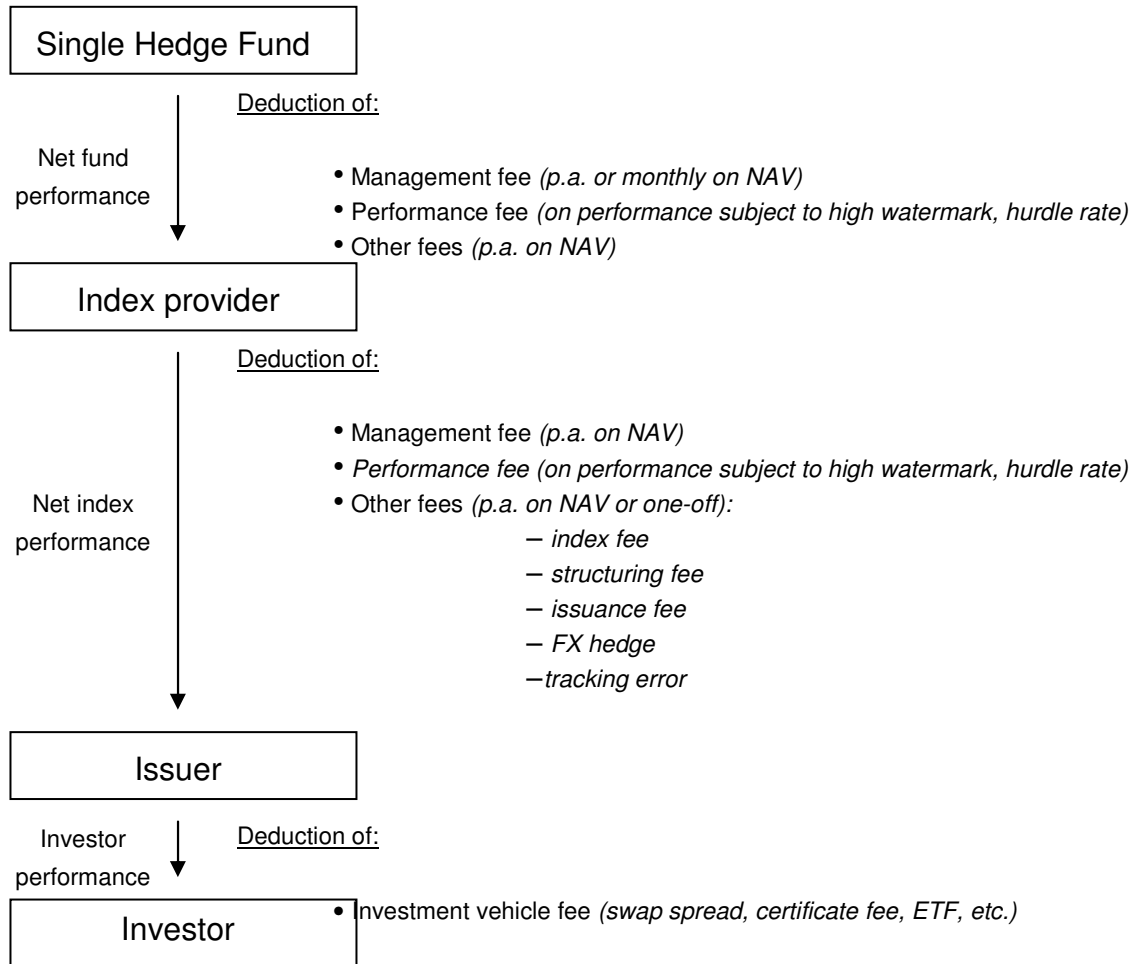 Single Hedge Fund
Deduction of:
Net fund
performance
• Management fee (p.a. or monthly on NAV)
• Performance fee (on performance subject to high watermark, hurdle rate)
• Other fees (p.a. on NAV)
Index provider
Deduction of:
• Management fee (p.a. on NAV)
• Performance fee (on performance subject to high watermark, hurdle rate)
• Other fees (p.a. on NAV or one-off):
Net index
performance
– index fee
– structuring fee
– issuance fee
– FX hedge
–tracking error
Issuer
Investor
performance
Deduction of:
• Investment vehicle fee (swap spread, certificate fee, ETF, etc.)
Investor